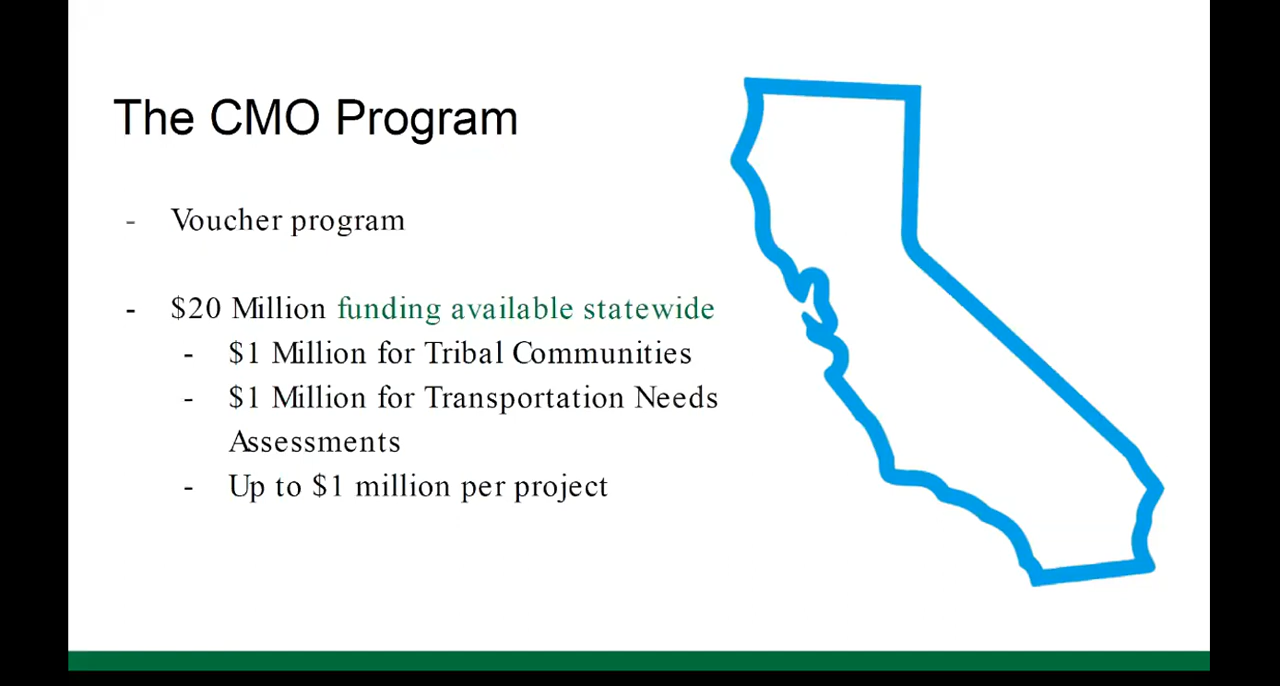 The CMO Program
- Voucher program
- $20 Million funding available statewide
- $1 Million for Tribal Communities
- $1 Million for Transportation Needs
Assessments
- Up to $1 million per project